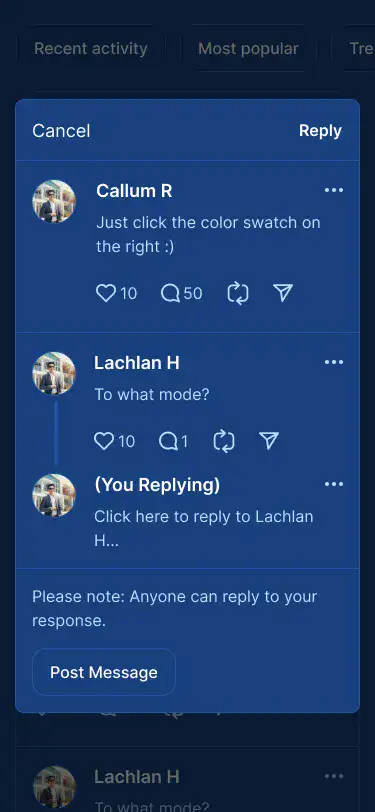 Recent activity Most popular Tre
Cancel Reply
Callum R
Just click the color swatch on
the right :)
10 50
Lachlan H
To what mode?
10 1
(You Replying)
Click here to reply to Lachlan
H...
Please note: Anyone can reply to your
response.
Post Message
Lachlan H
To what mode?